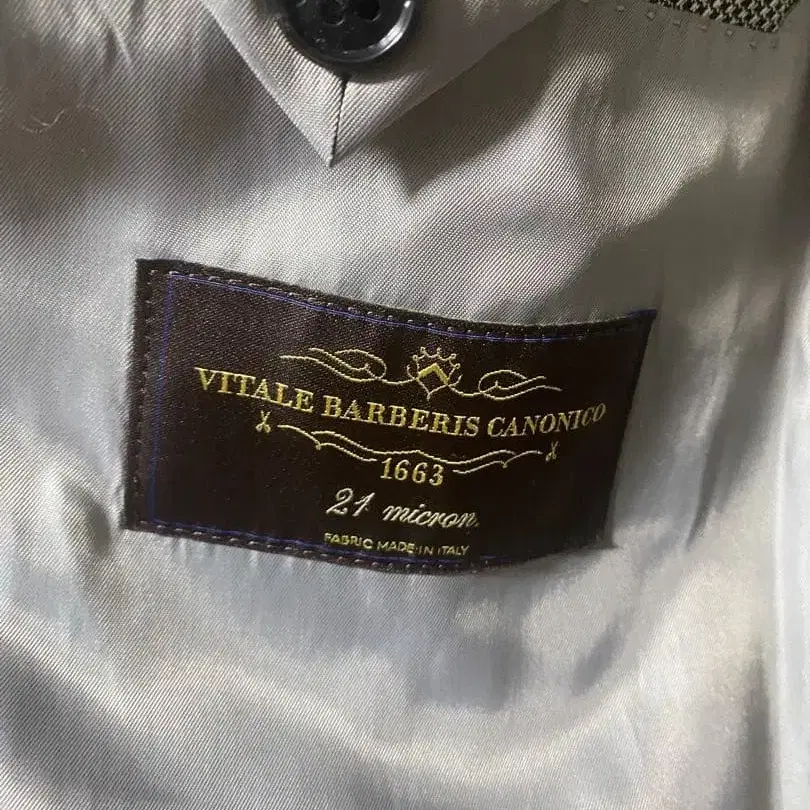 VITALE BARBERIS CANONICO
1663
21 micron
FABRIC MADE IN ITALY